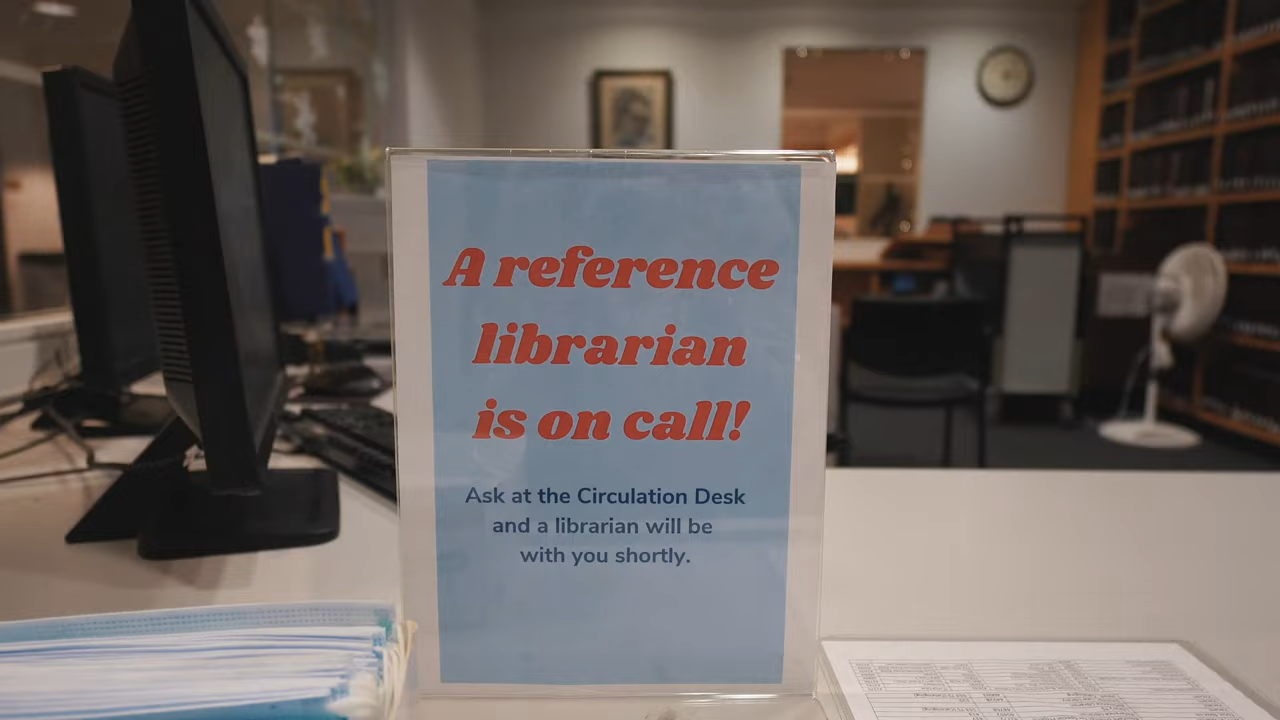 A reference
librarian
is on call!
Ask at the Circulation Desk
and a librarian will be
with you shortly.